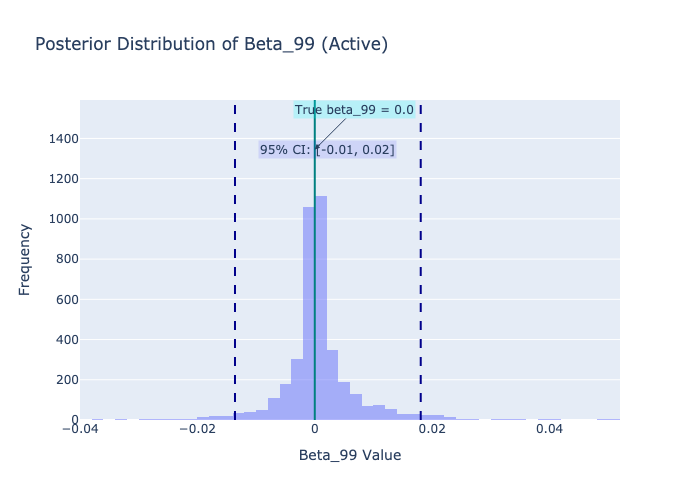 Posterior Distribution of Beta_99 (Active)
True beta_99 = 0.0
95% CI: [-0.01, 0.02]
1400
1200
1000
800
600
400
200
0
Frequency
−0.04
−0.02
0
0.02
0.04
Beta_99 Value